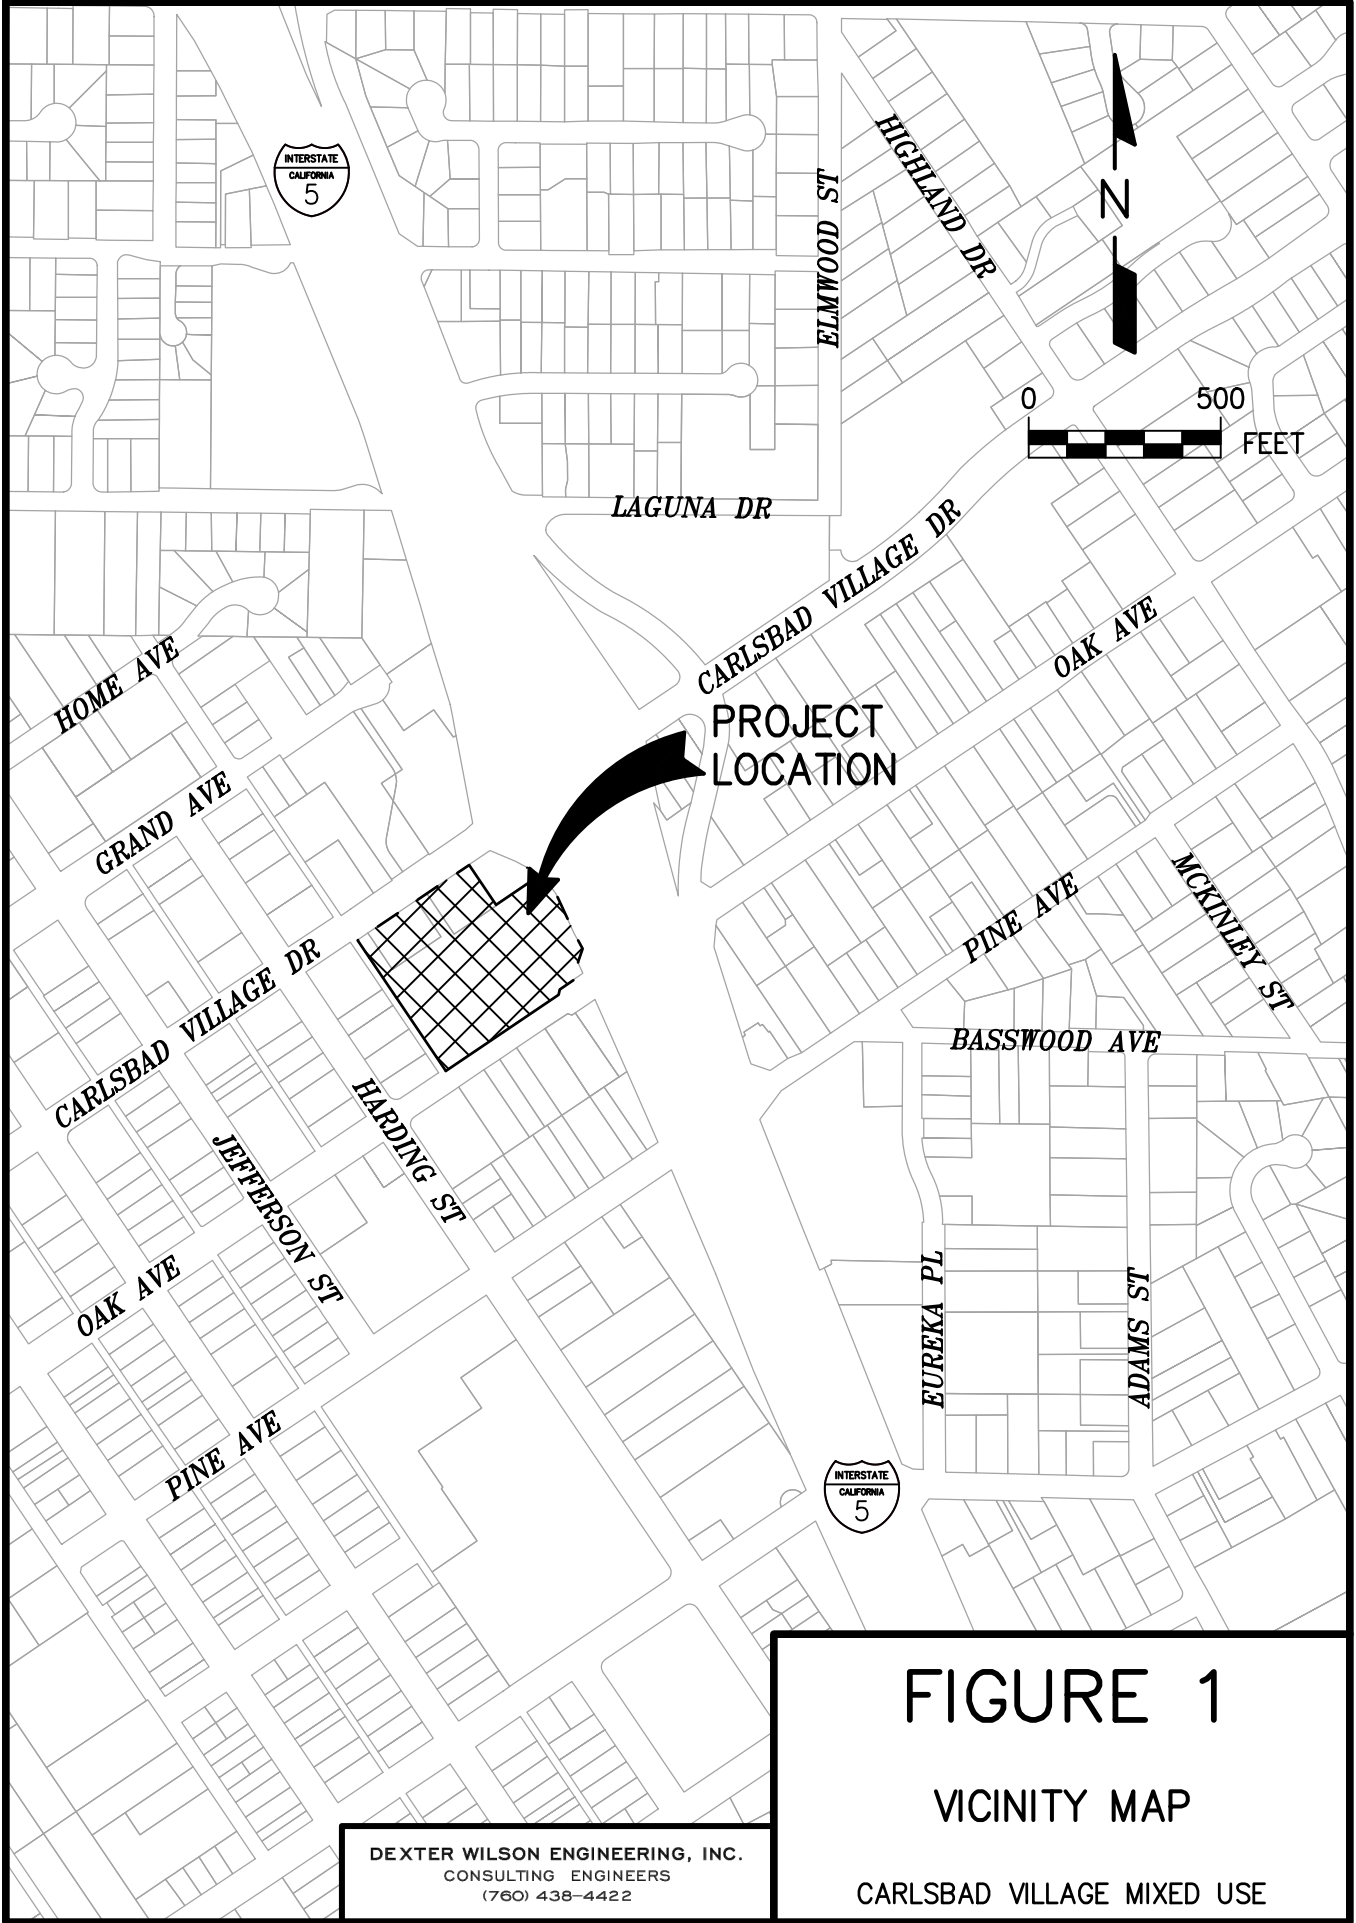 INTERSTATE
CALIFORNIA
5
ELMWOOD ST
HIGHLAND DR
N
0 500
FEET
LAGUNA DR
CARLSBAD VILLAGE DR
OAK AVE
HOME AVE
PROJECT
LOCATION
GRAND AVE
MCKINLEY ST
PINE AVE
CARLSBAD VILLAGE DR
BASSWOOD AVE
HARDING ST
JEFFERSON ST
OAK AVE
EUREKA PL
ADAMS ST
PINE AVE
INTERSTATE
CALIFORNIA
5
FIGURE 1
VICINITY MAP
CARLSBAD VILLAGE MIXED USE
DEXTER WILSON ENGINEERING, INC.
CONSULTING ENGINEERS
(760) 438-4422